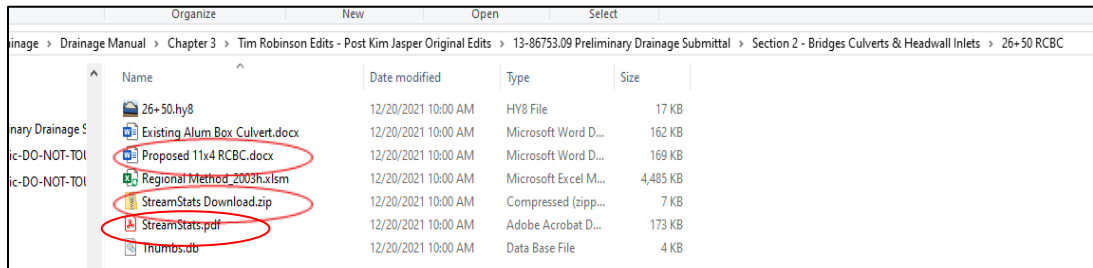 Organize New Open Select
ainage > Drainage Manual > Chapter 3 > Tim Robinson Edits - Post Kim Jasper Original Edits > 13-86753.09 Preliminary Drainage Submittal > Section 2 - Bridges Culverts & Headwall Inlets > 26+50 RCBC
Name Date modified Type Size
26+50.hy8 12/20/2021 10:00 AM HY8 File 17 KB
inary Drainage S Existing Alum Box Culvert.docx 12/20/2021 10:00 AM Microsoft Word D... 162 KB
ic-DO-NOT-TOU Proposed 11x4 RCBC.docx 12/20/2021 10:00 AM Microsoft Word D... 169 KB
ic-DO-NOT-TOU Regional Method_2003h.xlsm 12/20/2021 10:00 AM Microsoft Excel M... 4,485 KB
StreamStats Download.zip 12/20/2021 10:00 AM Compressed (zipp... 7 KB
StreamStats.pdf 12/20/2021 10:00 AM Adobe Acrobat D... 173 KB
Thumbs.db 12/20/2021 10:00 AM Data Base File 4 KB